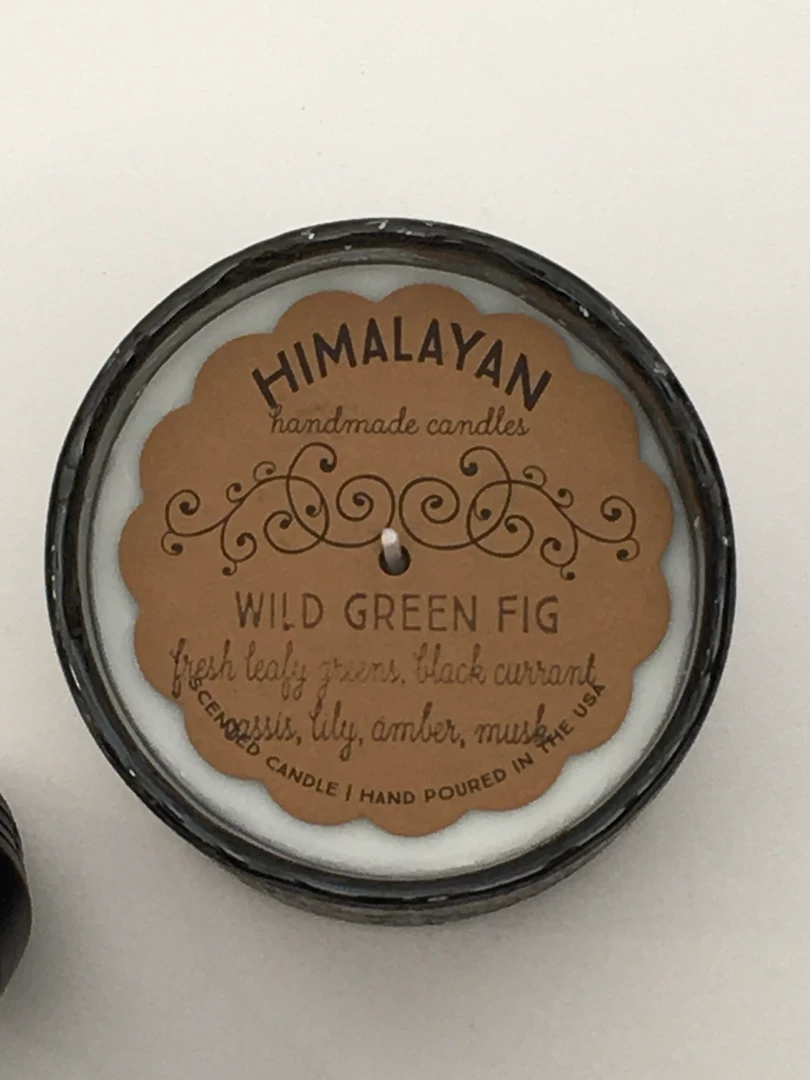 HIMALAYAN
handmade candles
WILD GREEN FIG
fresh leafy greens, black currant
cassis, lily, amber, musk
SCENDED CANDLE | HAND POURED IN THE USA